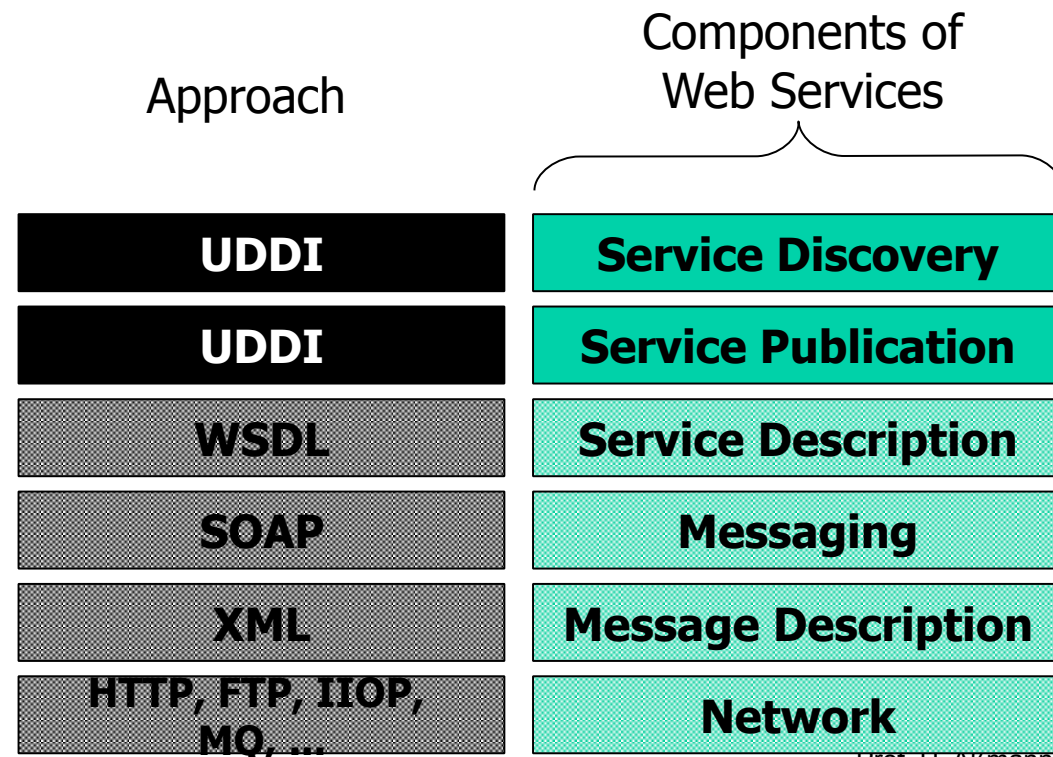 Components of
Web Services
Approach
UDDI
Service Discovery
UDDI
Service Publication
WSDL
Service Description
SOAP
Messaging
XML
Message Description
HTTP, FTP, IIOP,
MQ, ...
Network